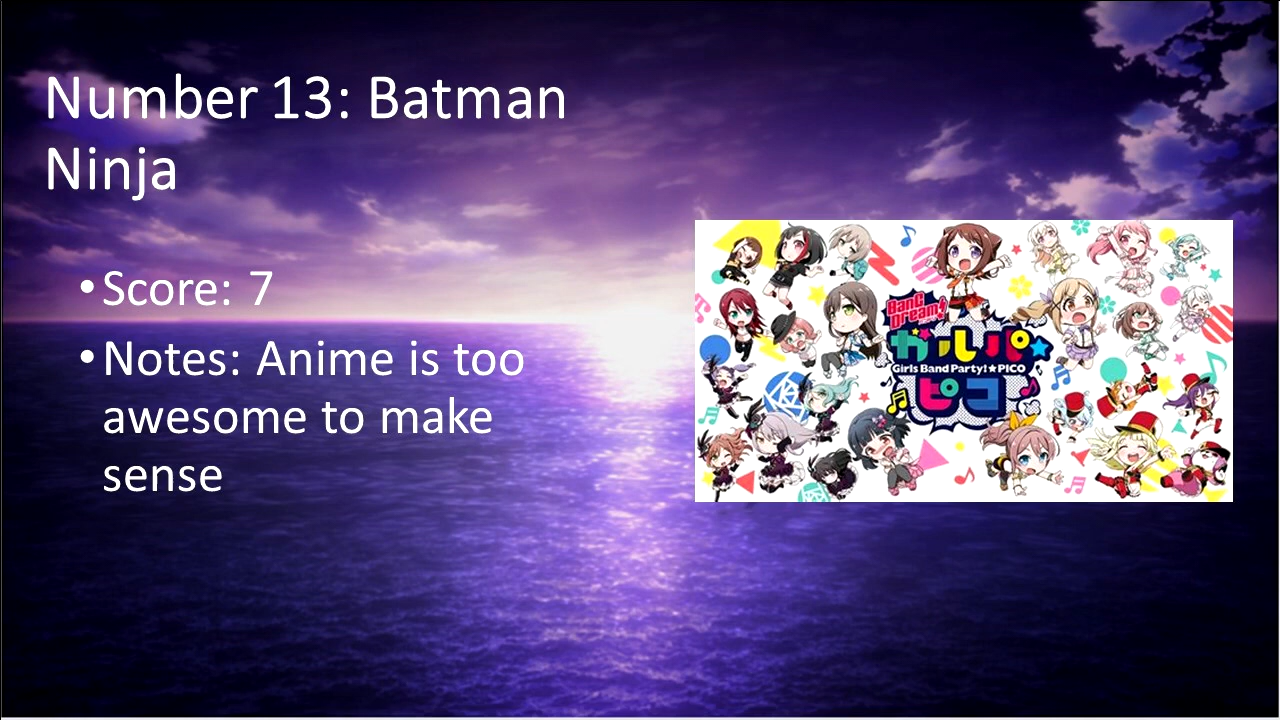 Number 13: Batman
Ninja
•Score: 7
•Notes: Anime is too
awesome to make
sense
BanG
Dream!
ガルパ★
Girls Band Party!★PICO
ピコ